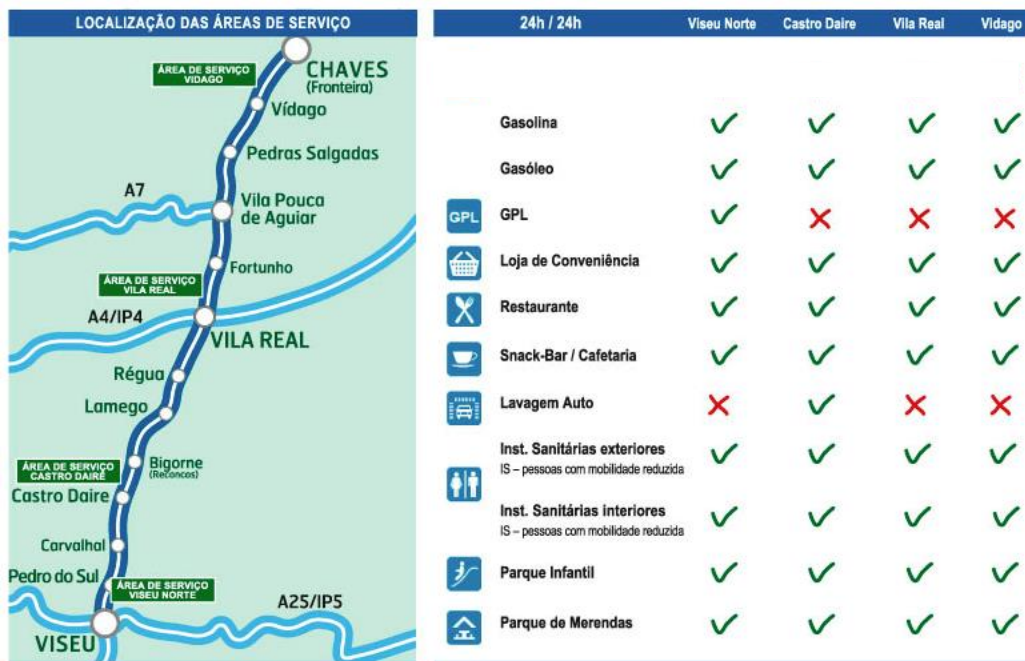 LOCALIZAÇÃO DAS ÁREAS DE SERVIÇO
ÁREA DE SERVIÇO
VIDAGO
CHAVES
(Fronteira)
Vídago
Pedras Salgadas
A7
Vila Pouca
de Aguiar
Fortunho
ÁREA DE SERVIÇO
VILA REAL
A4/IP4
VILA REAL
Régua
Lamego
ÁREA DE SERVIÇO
CASTRO DAIRE
Bigorne
(Reconcos)
Castro Daire
Carvalhal
Pedro do Sul
ÁREA DE SERVIÇO
VISEU NORTE
A25/IP5
VISEU
24h / 24h Viseu Norte Castro Daire Vila Real Vidago
Gasolina
Gasóleo
GPL GPL
Loja de Conveniência
Restaurante
Snack-Bar / Cafetaria
Lavagem Auto
Inst. Sanitárias exteriores
IS – pessoas com mobilidade reduzida
Inst. Sanitárias interiores
IS – pessoas com mobilidade reduzida
Parque Infantil
Parque de Merendas